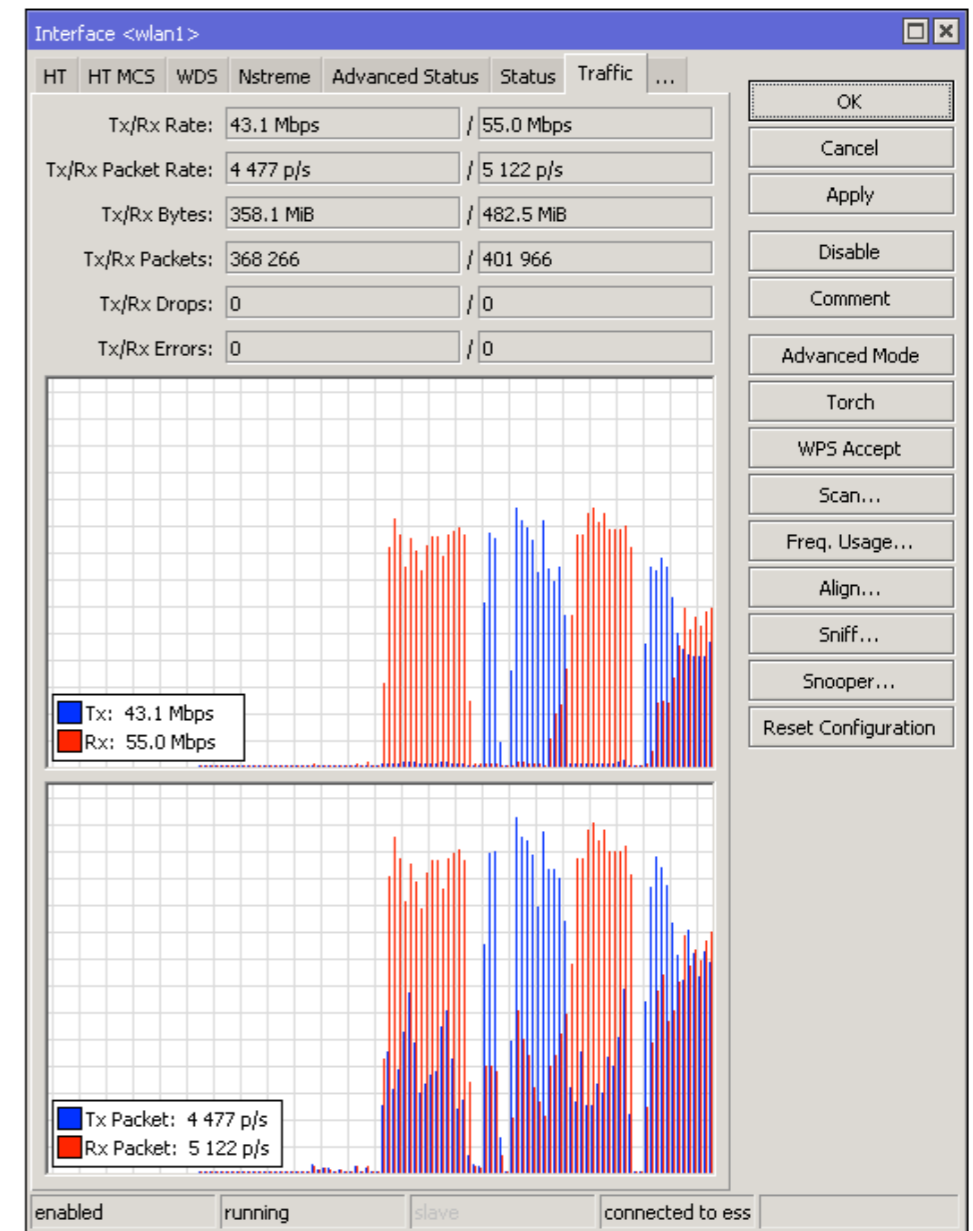 Interface <wlan1>
HT HT MCS WDS Nstreme Advanced Status Status Traffic ...
Tx/Rx Rate: 43.1 Mbps / 55.0 Mbps
Tx/Rx Packet Rate: 4 477 p/s / 5 122 p/s
Tx/Rx Bytes: 358.1 MiB / 482.5 MiB
Tx/Rx Packets: 368 266 / 401 966
Tx/Rx Drops: 0 / 0
Tx/Rx Errors: 0 / 0
Tx: 43.1 Mbps
Rx: 55.0 Mbps
Tx Packet: 4 477 p/s
Rx Packet: 5 122 p/s
OK
Cancel
Apply
Disable
Comment
Advanced Mode
Torch
WPS Accept
Scan...
Freq. Usage...
Align...
Sniff...
Snooper...
Reset Configuration
enabled running slave connected to ess